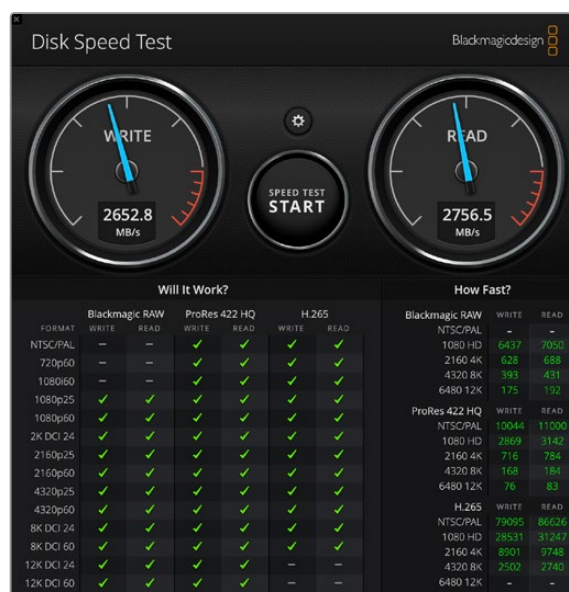 Disk Speed Test
Blackmagicdesign
WRITE
2652.8
MB/s
SPEED TEST
START
READ
2756.5
MB/s
Will It Work?
Blackmagic RAW ProRes 422 HQ H.265
FORMAT WRITE READ WRITE READ WRITE READ
NTSC/PAL – – ✓ ✓ ✓ ✓
720p60 – – ✓ ✓ ✓ ✓
1080i60 – – ✓ ✓ ✓ ✓
1080p25 ✓ ✓ ✓ ✓ ✓ ✓
1080p60 ✓ ✓ ✓ ✓ ✓ ✓
2K DCI 24 ✓ ✓ ✓ ✓ ✓ ✓
2160p25 ✓ ✓ ✓ ✓ ✓ ✓
2160p60 ✓ ✓ ✓ ✓ ✓ ✓
4320p25 ✓ ✓ ✓ ✓ ✓ ✓
4320p60 ✓ ✓ ✓ ✓ ✓ ✓
8K DCI 24 ✓ ✓ ✓ ✓ ✓ ✓
8K DCI 60 ✓ ✓ ✓ ✓ ✓ ✓
12K DCI 24 ✓ ✓ ✓ ✓ – –
12K DCI 60 ✓ ✓ ✓ ✓ – –
How Fast?
Blackmagic RAW WRITE READ
NTSC/PAL – –
1080 HD 6437 7050
2160 4K 628 688
4320 8K 393 431
6480 12K 175 192
ProRes 422 HQ WRITE READ
NTSC/PAL 10044 11000
1080 HD 2869 3142
2160 4K 716 784
4320 8K 168 184
6480 12K 76 83
H.265 WRITE READ
NTSC/PAL 79095 86626
1080 HD 28531 31247
2160 4K 8901 9748
4320 8K 2502 2740
6480 12K – –